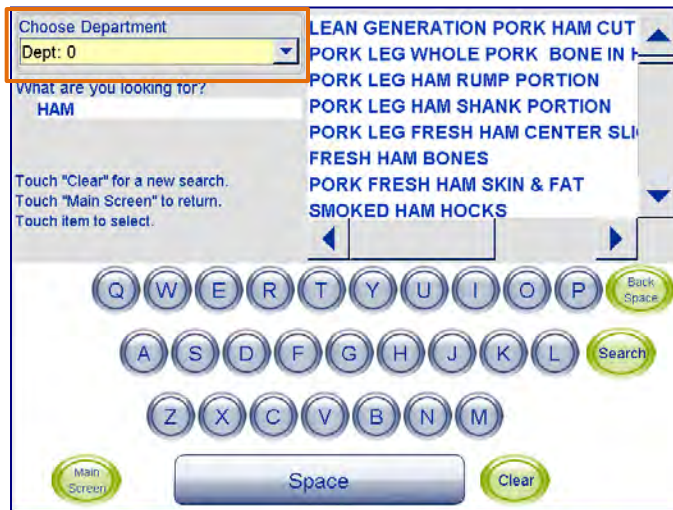 Choose Department
Dept: 0
What are you looking for?
HAM
Touch "Clear" for a new search.
Touch "Main Screen" to return.
Touch item to select.
LEAN GENERATION PORK HAM CUT
PORK LEG WHOLE PORK BONE IN H
PORK LEG HAM RUMP PORTION
PORK LEG HAM SHANK PORTION
PORK LEG FRESH HAM CENTER SLI
FRESH HAM BONES
PORK FRESH HAM SKIN & FAT
SMOKED HAM HOCKS
Q W E R T Y U I O P Back Space
A S D F G H J K L Search
Z X C V B N M
Main Screen Space Clear